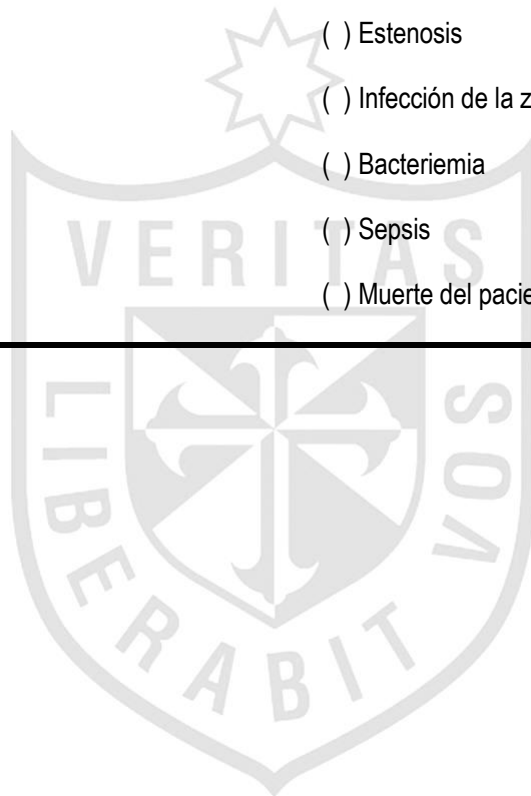 ( ) Estenosis
( ) Infección de la z
( ) Bacteriemia
( ) Sepsis
( ) Muerte del pacie
VERITAS
LIBERABIT
VOS